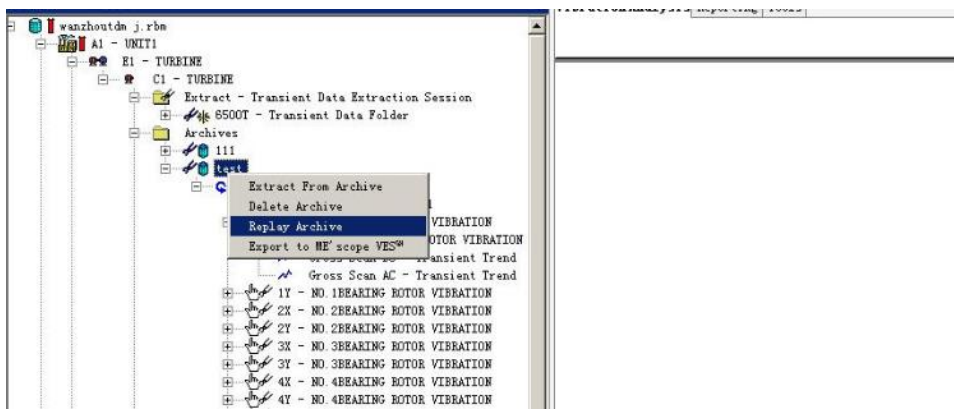 wanzhoutdm j.rbm
A1 - UNIT1
E1 - TURBINE
C1 - TURBINE
Extract - Transient Data Extraction Session
6500T - Transient Data Folder
Archives
111
test
Extract From Archive
Delete Archive
Replay Archive
VIBRATION
Export to ME'scope VES
OTOR VIBRATION
Transient Trend
Gross Scan AC - Transient Trend
1Y - NO.1BEARING ROTOR VIBRATION
2X - NO.2BEARING ROTOR VIBRATION
2Y - NO.2BEARING ROTOR VIBRATION
3X - NO.3BEARING ROTOR VIBRATION
3Y - NO.3BEARING ROTOR VIBRATION
4X - NO.4BEARING ROTOR VIBRATION
4Y - NO.4BEARING ROTOR VIBRATION
VibrationAnalysis Reporting Tools